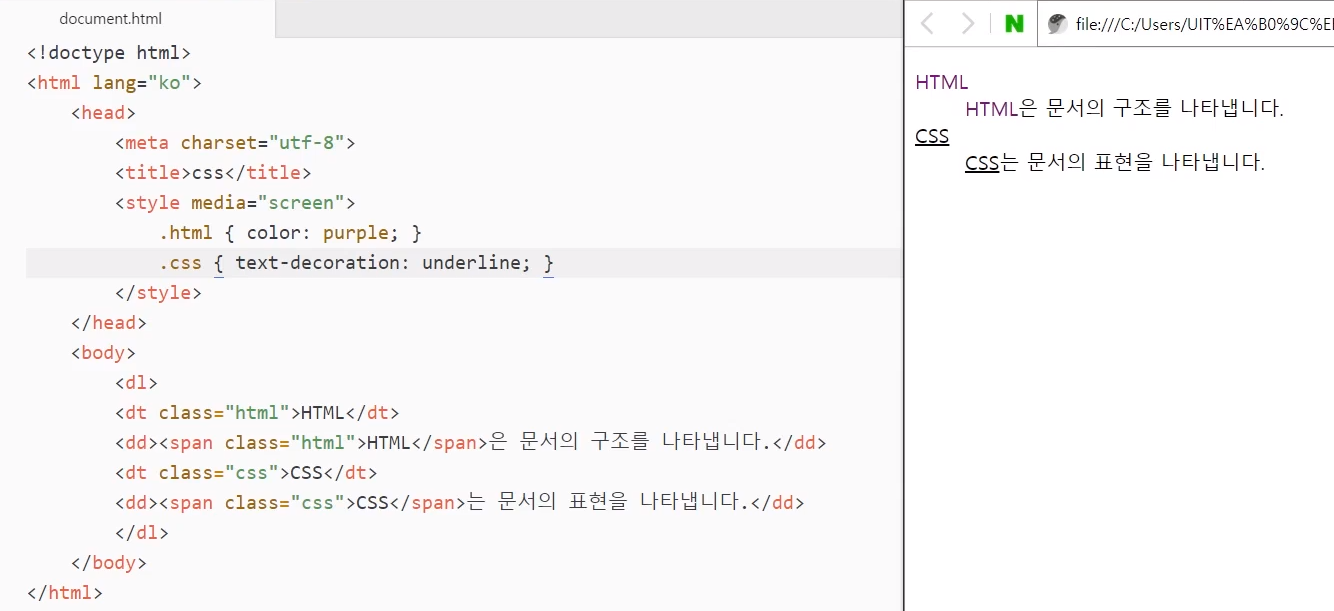 document.html
<!doctype html>
<html lang="ko">
<head>
<meta charset="utf-8">
<title>css</title>
<style media="screen">
.html { color: purple; }
.css { text-decoration: underline; }
</style>
</head>
<body>
<dl>
<dt class="html">HTML</dt>
<dd><span class="html">HTML</span>은 문서의 구조를 나타냅니다.</dd>
<dt class="css">CSS</dt>
<dd><span class="css">CSS</span>는 문서의 표현을 나타냅니다.</dd>
</dl>
</body>
</html>
N
file:///C:/Users/UIT%EA%B0%9C%E
HTML
HTML은 문서의 구조를 나타냅니다.
CSS
CSS는 문서의 표현을 나타냅니다.